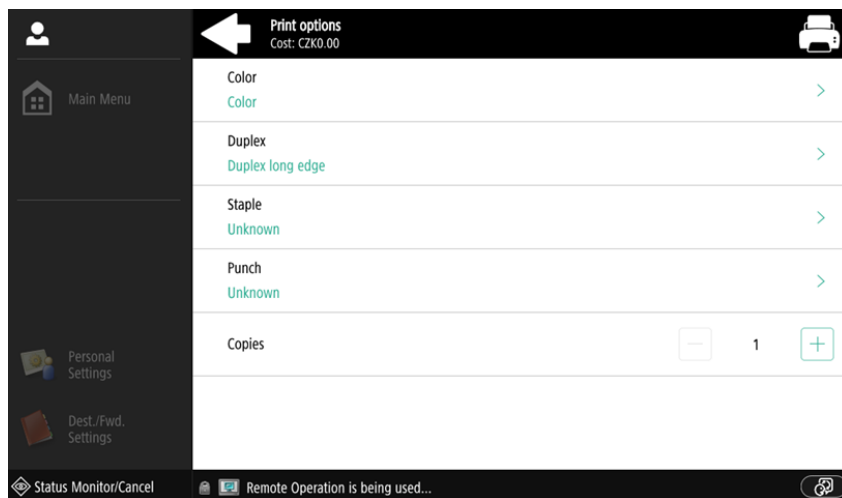 Print options
Cost: CZK0.00
Main Menu
Color
Color
Duplex
Duplex long edge
Staple
Unknown
Punch
Unknown
Copies
1
Personal
Settings
Dest./Fwd.
Settings
Status Monitor/Cancel
Remote Operation is being used...